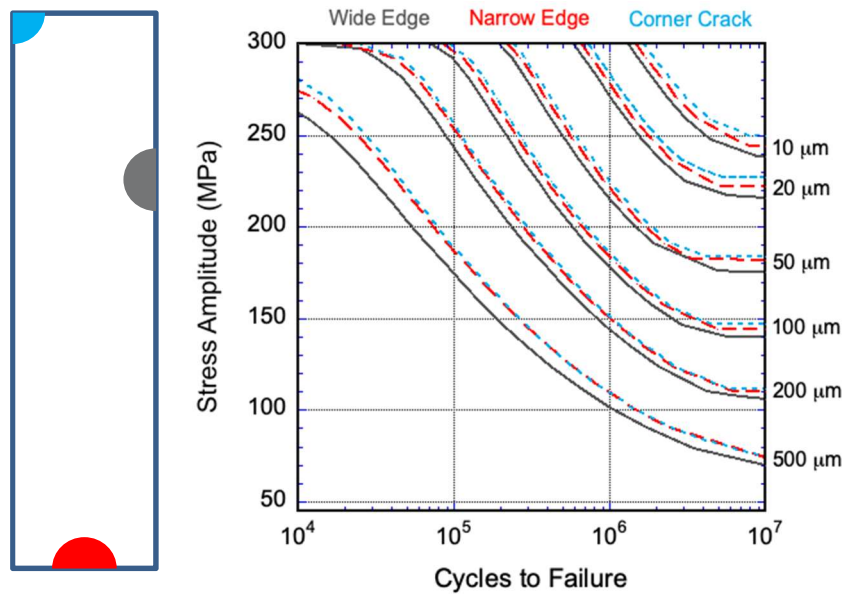 Wide Edge Narrow Edge Corner Crack
300
250
200
150
100
50
Stress Amplitude (MPa)
10 μm
20 μm
50 μm
100 μm
200 μm
500 μm
10⁴ 10⁵ 10⁶ 10⁷
Cycles to Failure